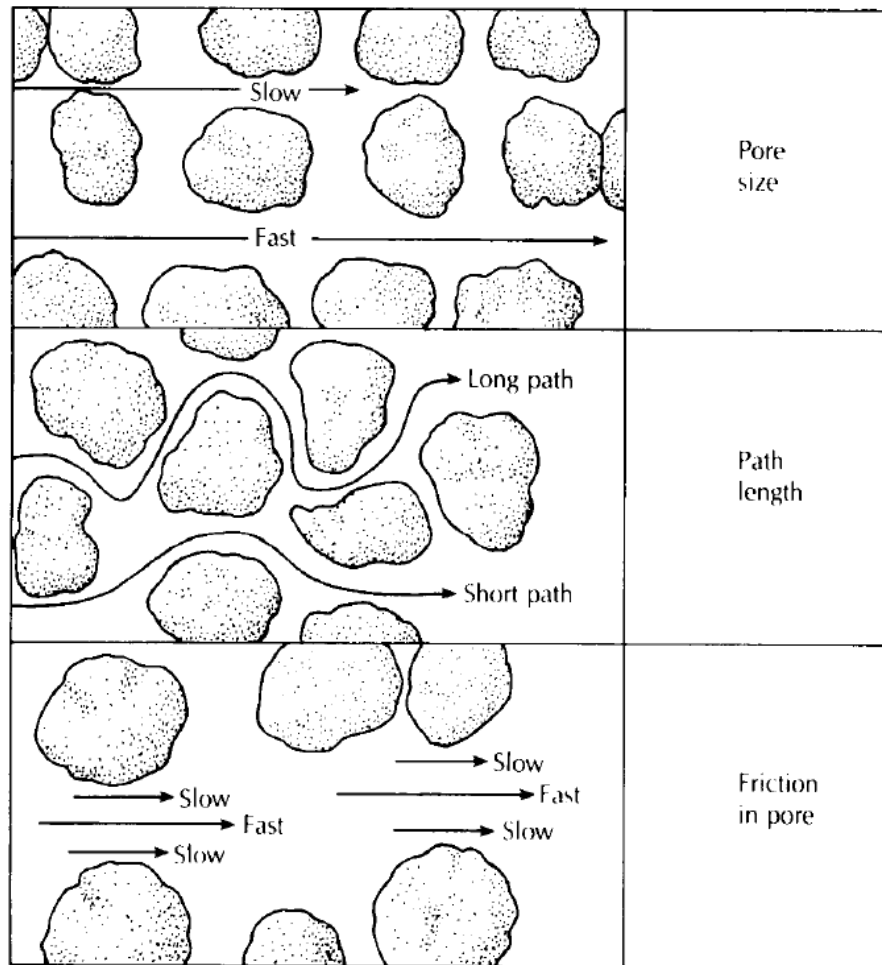 Slow
Pore
size
Fast
Long path
Path
length
Short path
Slow
Slow
Fast
Friction
in pore
Fast
Slow
Slow